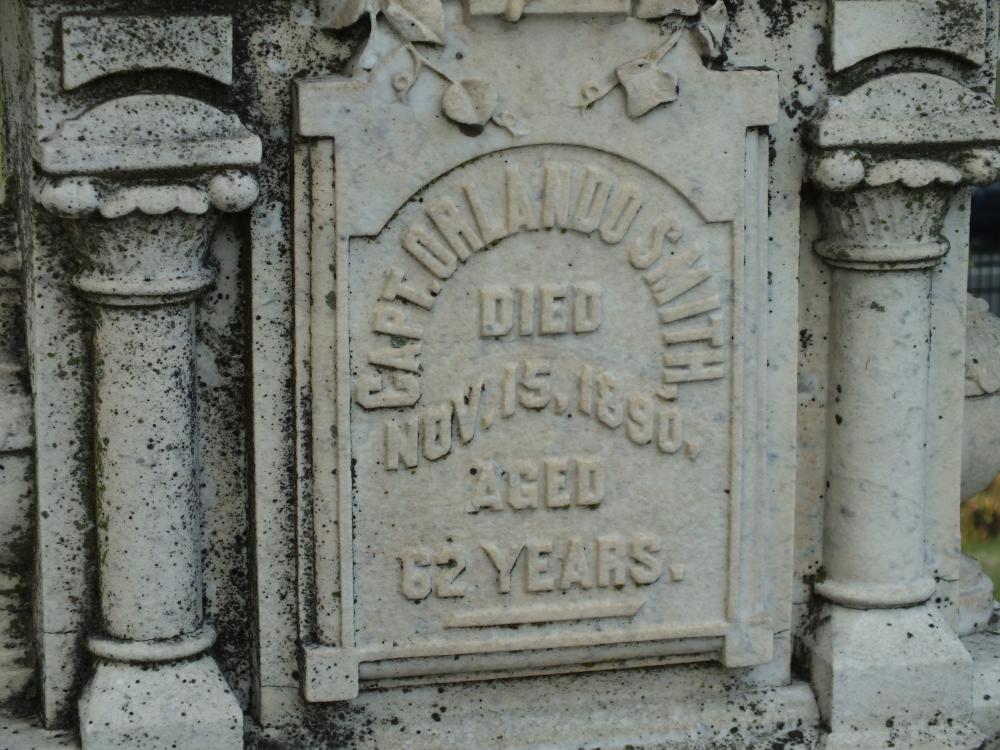 CAPT. ORLANDO SMITH
DIED
NOV. 15, 1890.
AGED
62 YEARS.